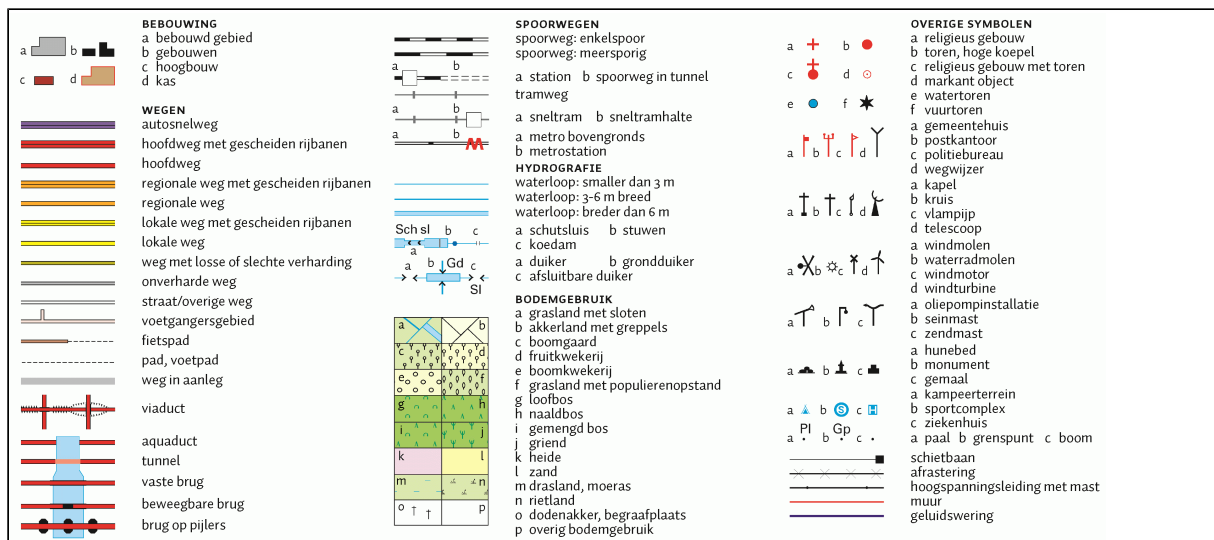 BEBOUWING
a b
a bebouwd gebied
b gebouwen
c d
c hoogbouw
d kas
WEGEN
autosnelweg
hoofdweg met gescheiden rijbanen
hoofdweg
regionale weg met gescheiden rijbanen
regionale weg
lokale weg met gescheiden rijbanen
lokale weg
weg met losse of slechte verharding
onverharde weg
straat/overige weg
voetgangersgebied
fietspad
pad, voetpad
weg in aanleg
viaduct
aquaduct
tunnel
vaste brug
beweegbare brug
brug op pijlers
SPOORWEGEN
spoorweg: enkelspoor
spoorweg: meersporig
a b
a station b spoorweg in tunnel
tramweg
a b
a sneltram b sneltramhalte
a b
a metro bovengronds
b metrostation
HYDROGRAFIE
waterloop: smaller dan 3 m
waterloop: 3-6 m breed
waterloop: breder dan 6 m
Sch sl b c
a
a schutsluis b stuwen
c koedam
a b Gd c
Sl
a duiker b grondduiker
c afsluitbare duiker
BODEMGEBRUIK
a b
c d
e f
g h
i j
k l
m n
o p
a grasland met sloten
b akkerland met greppels
c boomgaard
d fruitkwekerij
e boomkwekerij
f grasland met populierenopstand
g loofbos
h naaldbos
i gemengd bos
j griend
k heide
l zand
m drasland, moeras
n rietland
o dodenakker, begraafplaats
p overig bodemgebruik
OVERIGE SYMBOLEN
a b
c d
e f
a religieus gebouw
b toren, hoge koepel
c religieus gebouw met toren
d markant object
e watertoren
f vuurtoren
a b c d
a gemeentehuis
b postkantoor
c politiebureau
d wegwijzer
a b c d
a kapel
b kruis
c vlampijp
d telescoop
a b c d
a windmolen
b waterradmolen
c windmotor
d windturbine
a b c
a oliepompinstallatie
b seinmast
c zendmast
a b c
a hunebed
b monument
c gemaal
a b S c H
a kampeerterrein
b sportcomplex
c ziekenhuis
Pl Gp
a b c
a paal b grenspunt c boom
schietbaan
afrastering
hoogspanningsleiding met mast
muur
geluidswering